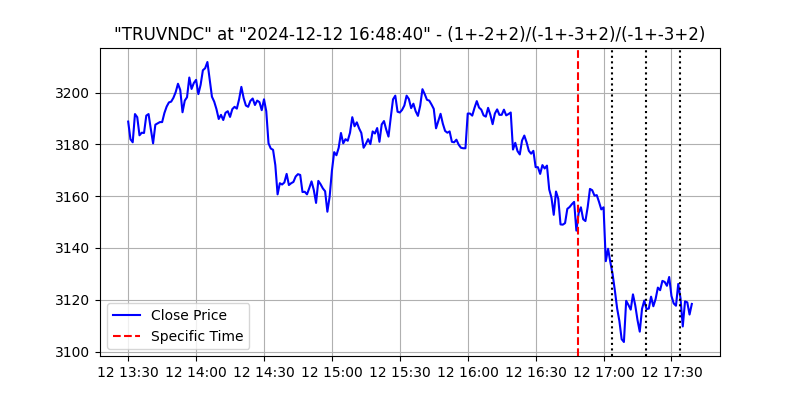 "TRUVNDC" at "2024-12-12 16:48:40" - (1+-2+2)/(-1+-3+2)/(-1+-3+2)
3200
3180
3160
3140
3120
3100
Close Price
Specific Time
12 13:30 12 14:00 12 14:30 12 15:00 12 15:30 12 16:00 12 16:30 12 17:00 12 17:30